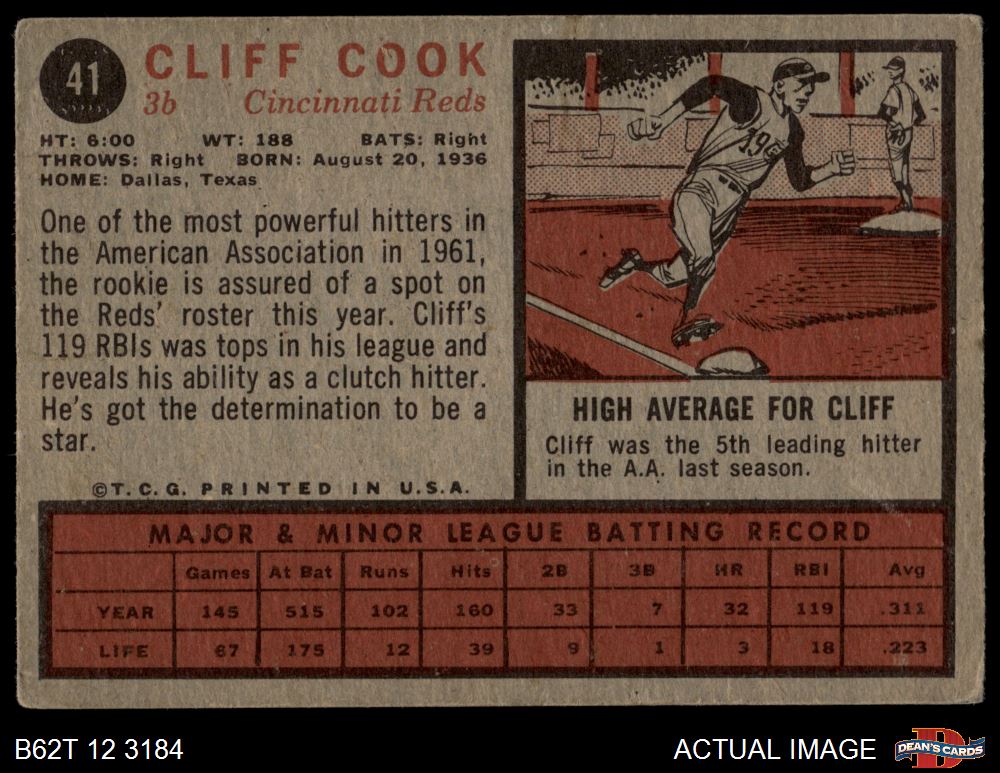 41
CLIFF COOK
3b Cincinnati Reds
HT: 6:00 WT: 188 BATS: Right
THROWS: Right BORN: August 20, 1936
HOME: Dallas, Texas
One of the most powerful hitters in
the American Association in 1961,
the rookie is assured of a spot on
the Reds' roster this year. Cliff's
119 RBIs was tops in his league and
reveals his ability as a clutch hitter.
He's got the determination to be a
star.
©T.C.G. PRINTED IN U.S.A.
HIGH AVERAGE FOR CLIFF
Cliff was the 5th leading hitter
in the A.A. last season.
MAJOR & MINOR LEAGUE BATTING RECORD
Games At Bat Runs Hits 2B 3B HR RBI Avg
YEAR 145 515 102 160 33 7 32 119 .311
LIFE 67 175 12 39 9 1 3 18 .223
B62T 12 3184
ACTUAL IMAGE
DEAN'S CARDS